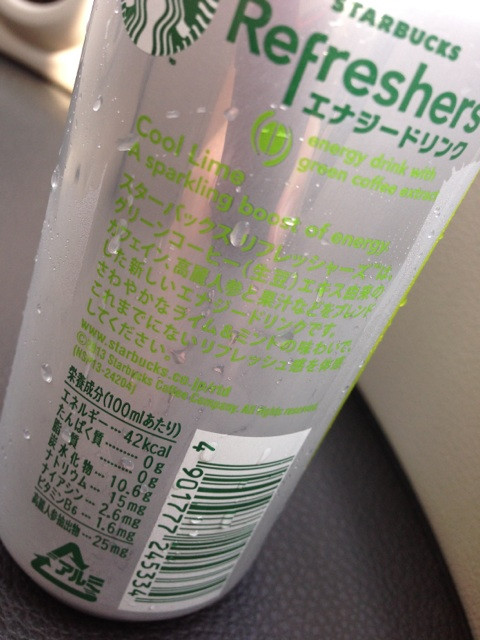 STARBUCKS
Refreshers
エナジードリンク
energy drink with
green coffee extract
Cool Lime
A sparkling boost of energy
スターバックス リフレッシャーズ®は、
グリーンコーヒー(生豆)エキス由来の
カフェイン、高麗人参と果汁などをブレンド
した新しいエナジードリンクです。
さわやかなライム&ミントの味わいで、
これまでにないリフレッシュ感を体感
してください。
www.starbucks.co.jp/rtd
Starbucks Coffee Company. All rights reserved.
(No.13-24204)
栄養成分(100mlあたり)
エネルギー… 42kcal
たんぱく質……… 0g
脂 質………… 0g
炭水化物… 10.6g
ナトリウム… 15mg
ナイアシン… 2.6mg
ビタミンB6… 1.6mg
高麗人参抽出物… 25mg
4 901777 245334
アルミ